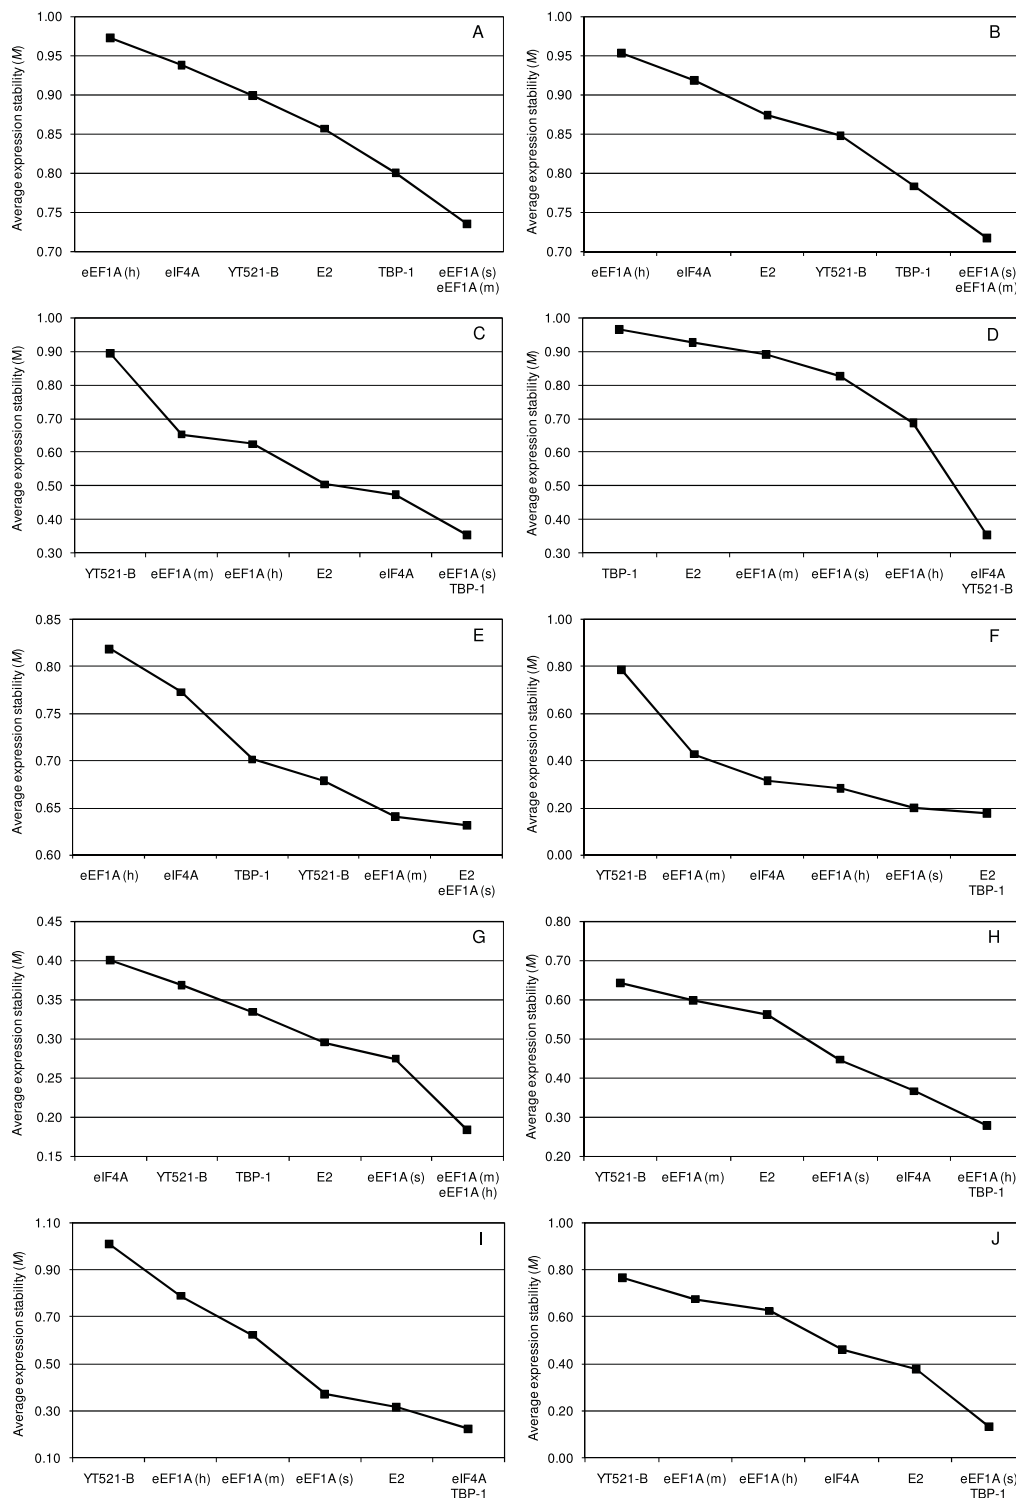 A
Average expression stability (M)
1.00
0.95
0.90
0.85
0.80
0.75
0.70
eEF1A (h) eIF4A YT521-B E2 TBP-1 eEF1A (s)
eEF1A (m)
B
Average expression stability (M)
1.00
0.95
0.90
0.85
0.80
0.75
0.70
eEF1A (h) eIF4A E2 YT521-B TBP-1 eEF1A (s)
eEF1A (m)
C
Average expression stability (M)
1.00
0.90
0.80
0.70
0.60
0.50
0.40
0.30
YT521-B eEF1A (m) eEF1A (h) E2 eIF4A eEF1A (s)
TBP-1
D
Average expression stability (M)
1.00
0.90
0.80
0.70
0.60
0.50
0.40
0.30
TBP-1 E2 eEF1A (m) eEF1A (s) eEF1A (h) eIF4A
YT521-B
E
Average expression stability (M)
0.85
0.80
0.75
0.70
0.65
0.60
eEF1A (h) eIF4A TBP-1 YT521-B eEF1A (m) E2
eEF1A (s)
F
Avrage expression stability (M)
1.00
0.80
0.60
0.40
0.20
0.00
YT521-B eEF1A (m) eIF4A eEF1A (h) eEF1A (s) E2
TBP-1
G
Average expression stability (M)
0.45
0.40
0.35
0.30
0.25
0.20
0.15
eIF4A YT521-B TBP-1 E2 eEF1A (s) eEF1A (m)
eEF1A (h)
H
Average expression stability (M)
0.80
0.70
0.60
0.50
0.40
0.30
0.20
YT521-B eEF1A (m) E2 eEF1A (s) eIF4A eEF1A (h)
TBP-1
I
Average expression stability (M)
1.10
0.90
0.70
0.50
0.30
0.10
YT521-B eEF1A (h) eEF1A (m) eEF1A (s) E2 eIF4A
TBP-1
J
Average expression stability (M)
1.00
0.80
0.60
0.40
0.20
0.00
YT521-B eEF1A (m) eEF1A (h) eIF4A E2 eEF1A (s)
TBP-1